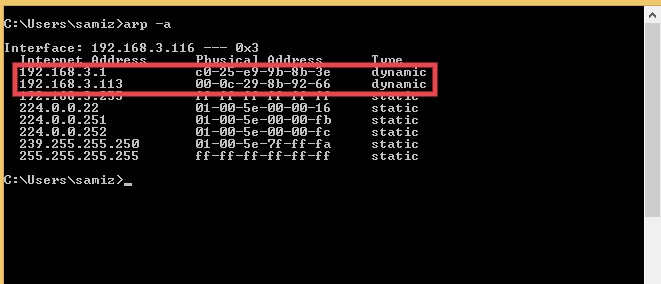 C:\Users\samiz>arp -a
Interface: 192.168.3.116 --- 0x3
Internet Address Physical Address Type
192.168.3.1 c0-25-e9-9b-8b-3e dynamic
192.168.3.113 00-0c-29-8b-92-66 dynamic
192.168.3.255 ff-ff-ff-ff-ff-ff static
224.0.0.22 01-00-5e-00-00-16 static
224.0.0.251 01-00-5e-00-00-fb static
224.0.0.252 01-00-5e-00-00-fc static
239.255.255.250 01-00-5e-7f-ff-fa static
255.255.255.255 ff-ff-ff-ff-ff-ff static
C:\Users\samiz>_